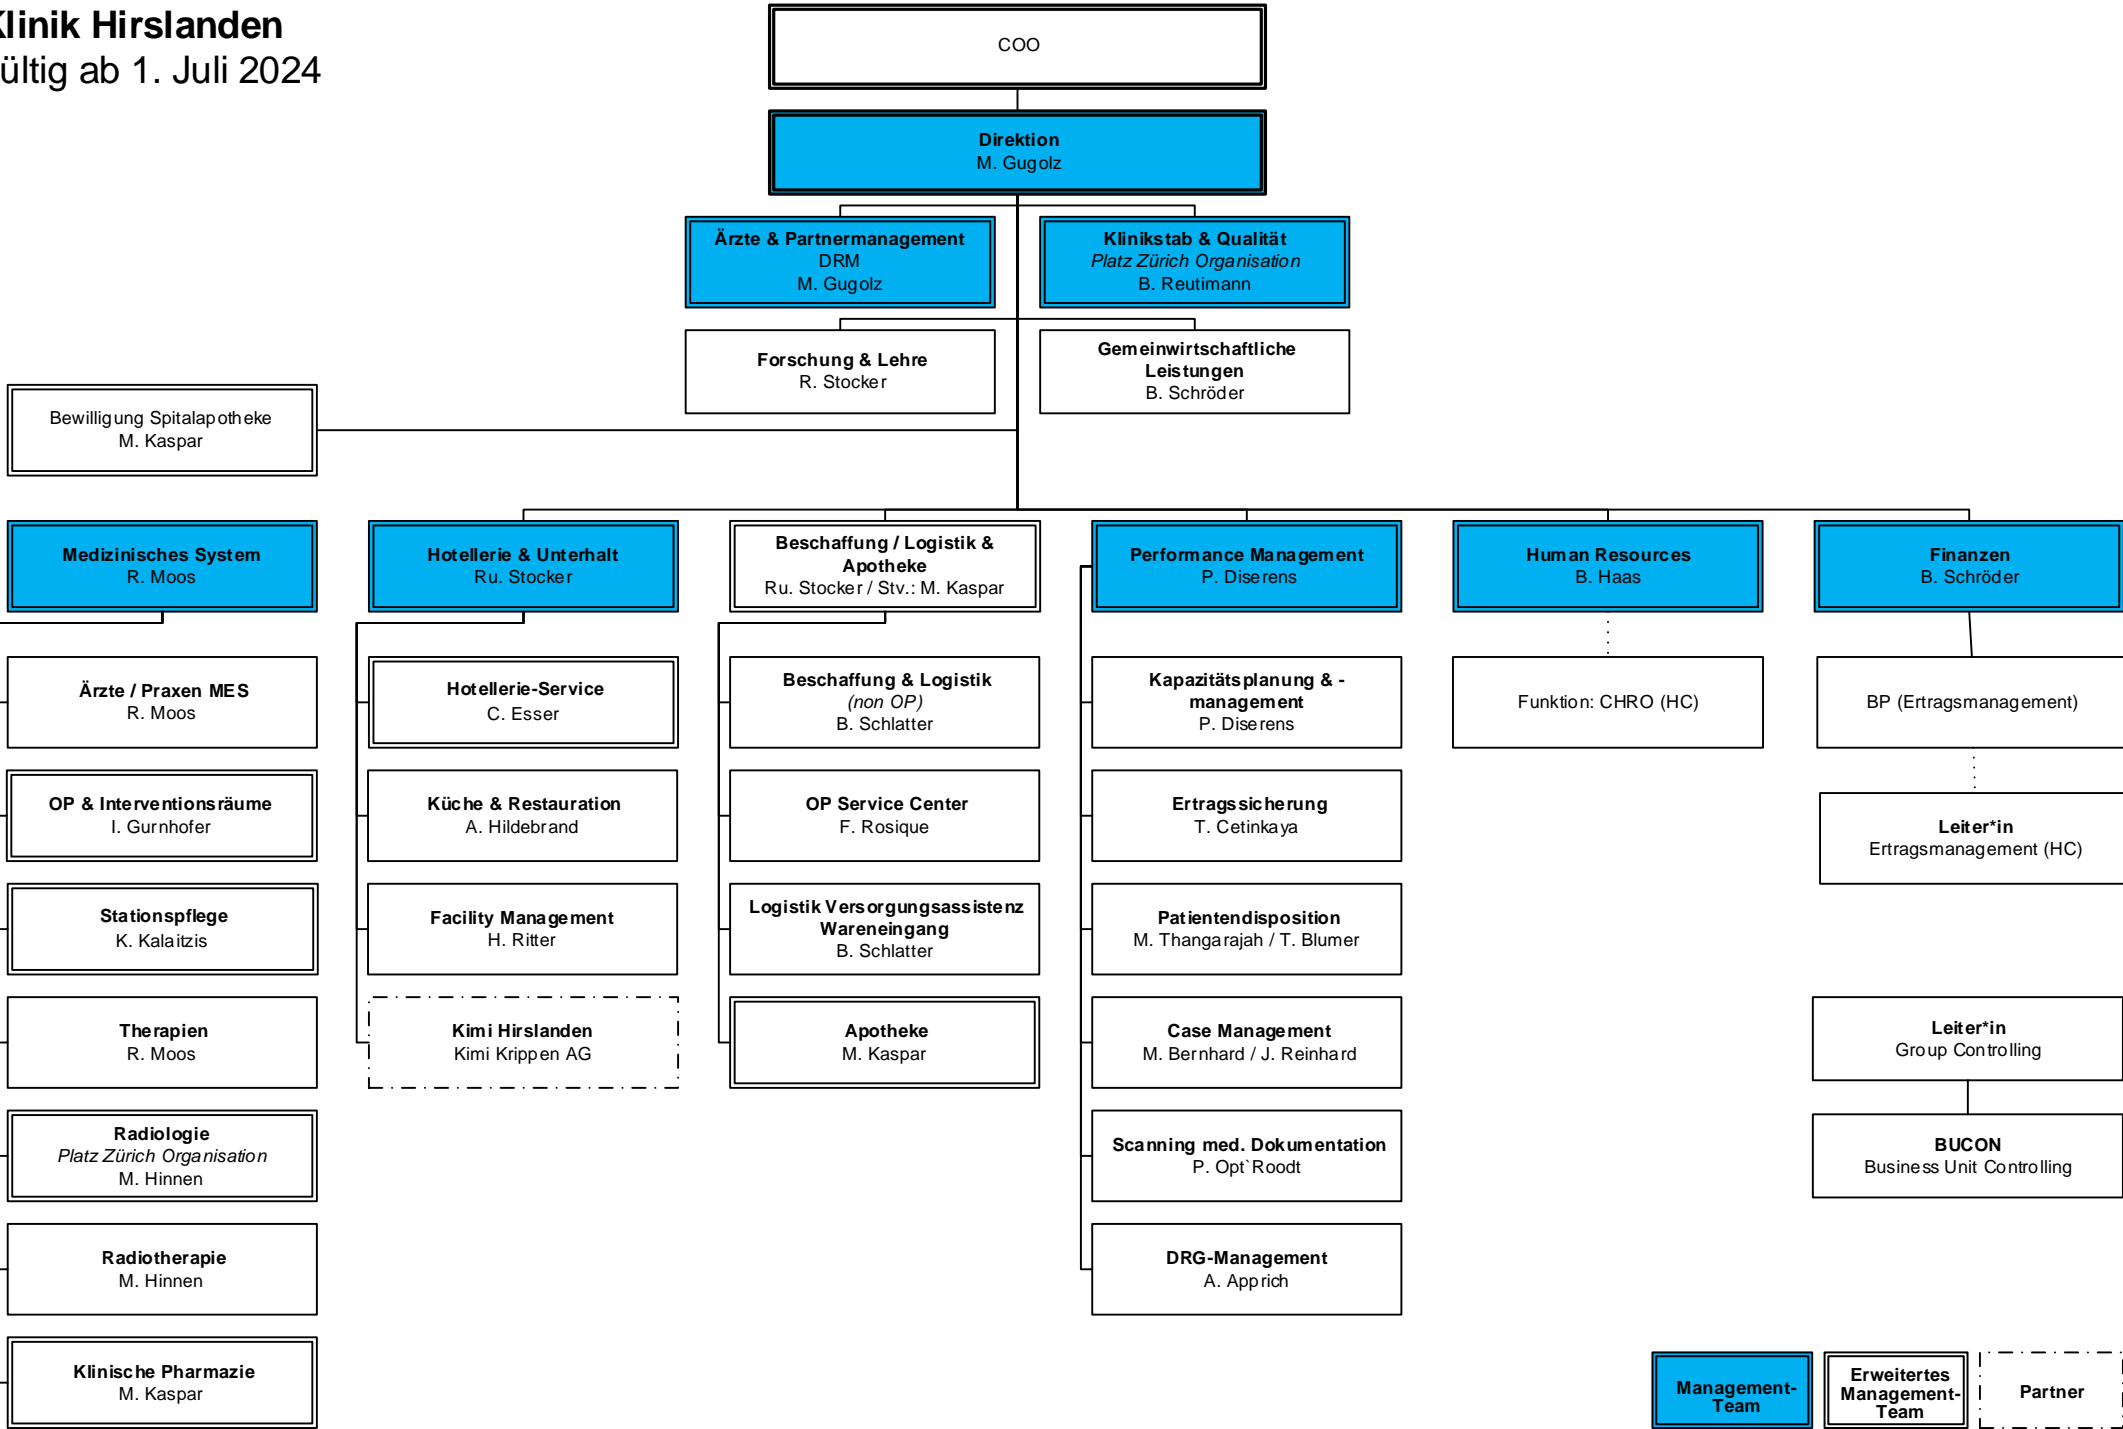 Klinik Hirslanden
ültig ab 1. Juli 2024
COO
Direktion
M. Gugolz
Ärzte & Partnermanagement
DRM
M. Gugolz
Klinikstab & Qualität
Platz Zürich Organisation
B. Reutimann
Forschung & Lehre
R. Stocker
Gemeinwirtschaftliche
Leistungen
B. Schröder
Bewilligung Spitalapotheke
M. Kaspar
Medizinisches System
R. Moos
Hotellerie & Unterhalt
Ru. Stocker
Beschaffung / Logistik &
Apotheke
Ru. Stocker / Stv.: M. Kaspar
Performance Management
P. Diserens
Human Resources
B. Haas
Finanzen
B. Schröder
Ärzte / Praxen MES
R. Moos
OP & Interventionsräume
I. Gurnhofer
Stationspflege
K. Kalaitzis
Therapien
R. Moos
Radiologie
Platz Zürich Organisation
M. Hinnen
Radiotherapie
M. Hinnen
Klinische Pharmazie
M. Kaspar
Hotellerie-Service
C. Esser
Küche & Restauration
A. Hildebrand
Facility Management
H. Ritter
Kimi Hirslanden
Kimi Krippen AG
Beschaffung & Logistik
(non OP)
B. Schlatter
OP Service Center
F. Rosique
Logistik Versorgungsassistenz
Wareneingang
B. Schlatter
Apotheke
M. Kaspar
Kapazitätsplanung & -
management
P. Diserens
Ertragssicherung
T. Cetinkaya
Patientendisposition
M. Thangarajah / T. Blumer
Case Management
M. Bernhard / J. Reinhard
Scanning med. Dokumentation
P. Opt`Roodt
DRG-Management
A. Apprich
Funktion: CHRO (HC)
BP (Ertragsmanagement)
Leiter*in
Ertragsmanagement (HC)
Leiter*in
Group Controlling
BUCON
Business Unit Controlling
Management-
Team
Erweitertes
Management-
Team
Partner